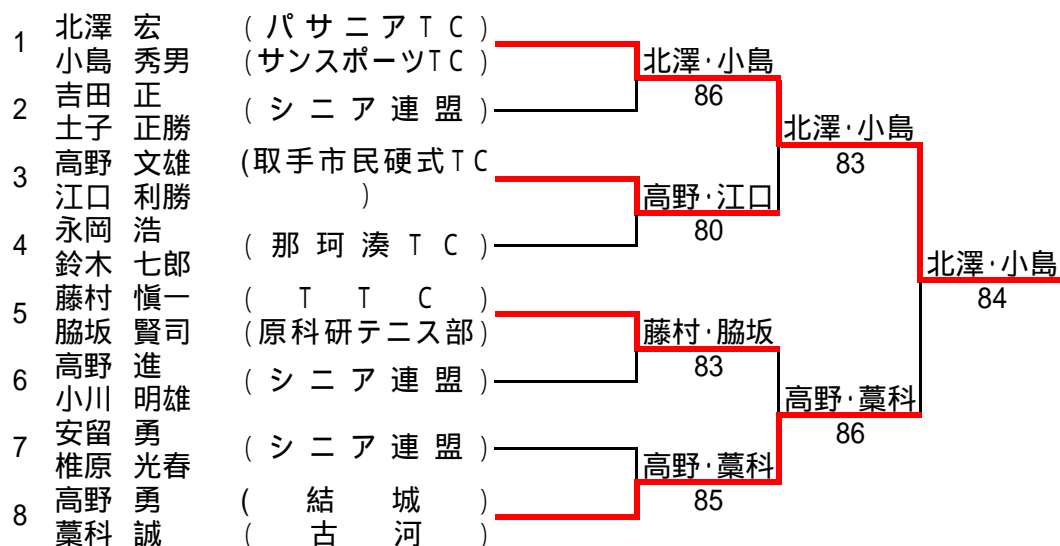 1 北澤 宏 (パサニアTC)
小島 秀男 (サンスポーツTC)
2 吉田 正 (シニア連盟)
土子 正勝
3 高野 文雄 (取手市民硬式TC
江口 利勝 )
4 永岡 浩 (那珂湊TC)
鈴木 七郎
5 藤村 愼一 (TTC)
脇坂 賢司 (原科研テニス部)
6 高野 進 (シニア連盟)
小川 明雄
7 安留 勇 (シニア連盟)
椎原 光春
8 高野 勇 (結城)
藁科 誠 (古河)
北澤・小島
86
高野・江口
80
藤村・脇坂
83
高野・藁科
85
北澤・小島
83
高野・藁科
86
北澤・小島
84